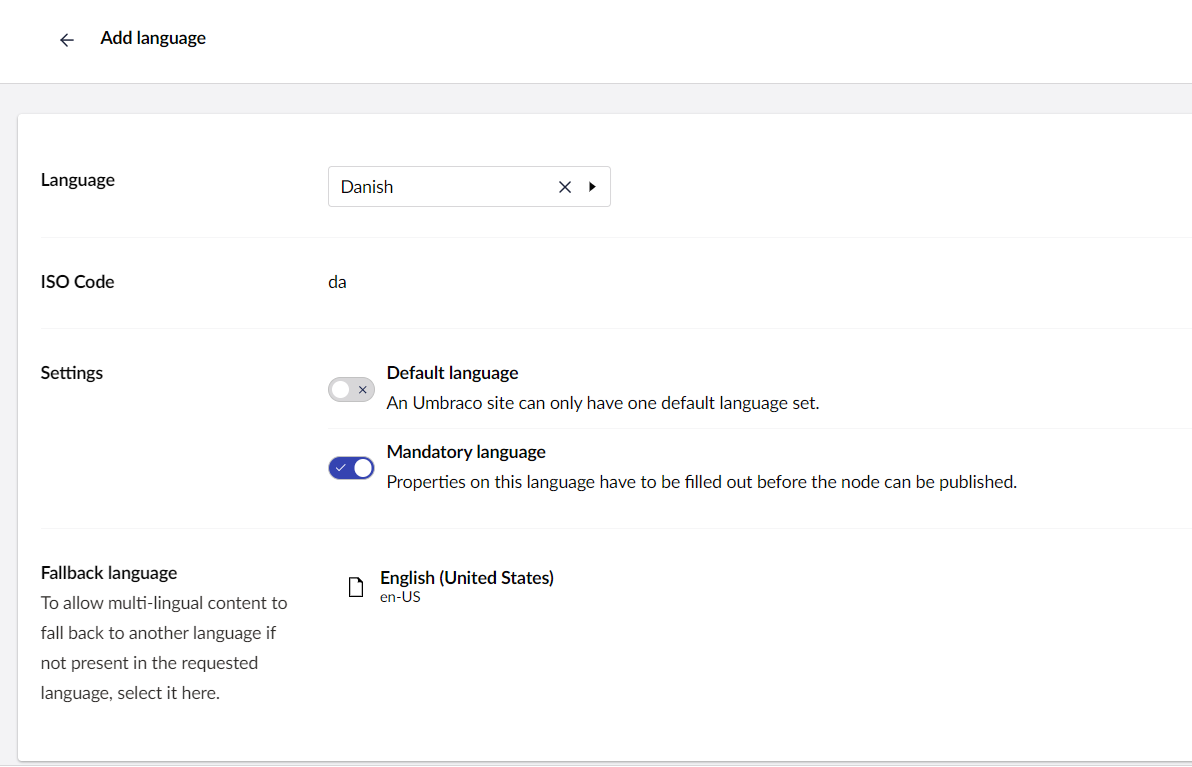 Add language
Language
Danish
ISO Code
da
Settings
Default language
An Umbraco site can only have one default language set.
Mandatory language
Properties on this language have to be filled out before the node can be published.
Fallback language
To allow multi-lingual content to
fall back to another language if
not present in the requested
language, select it here.
English (United States)
en-US